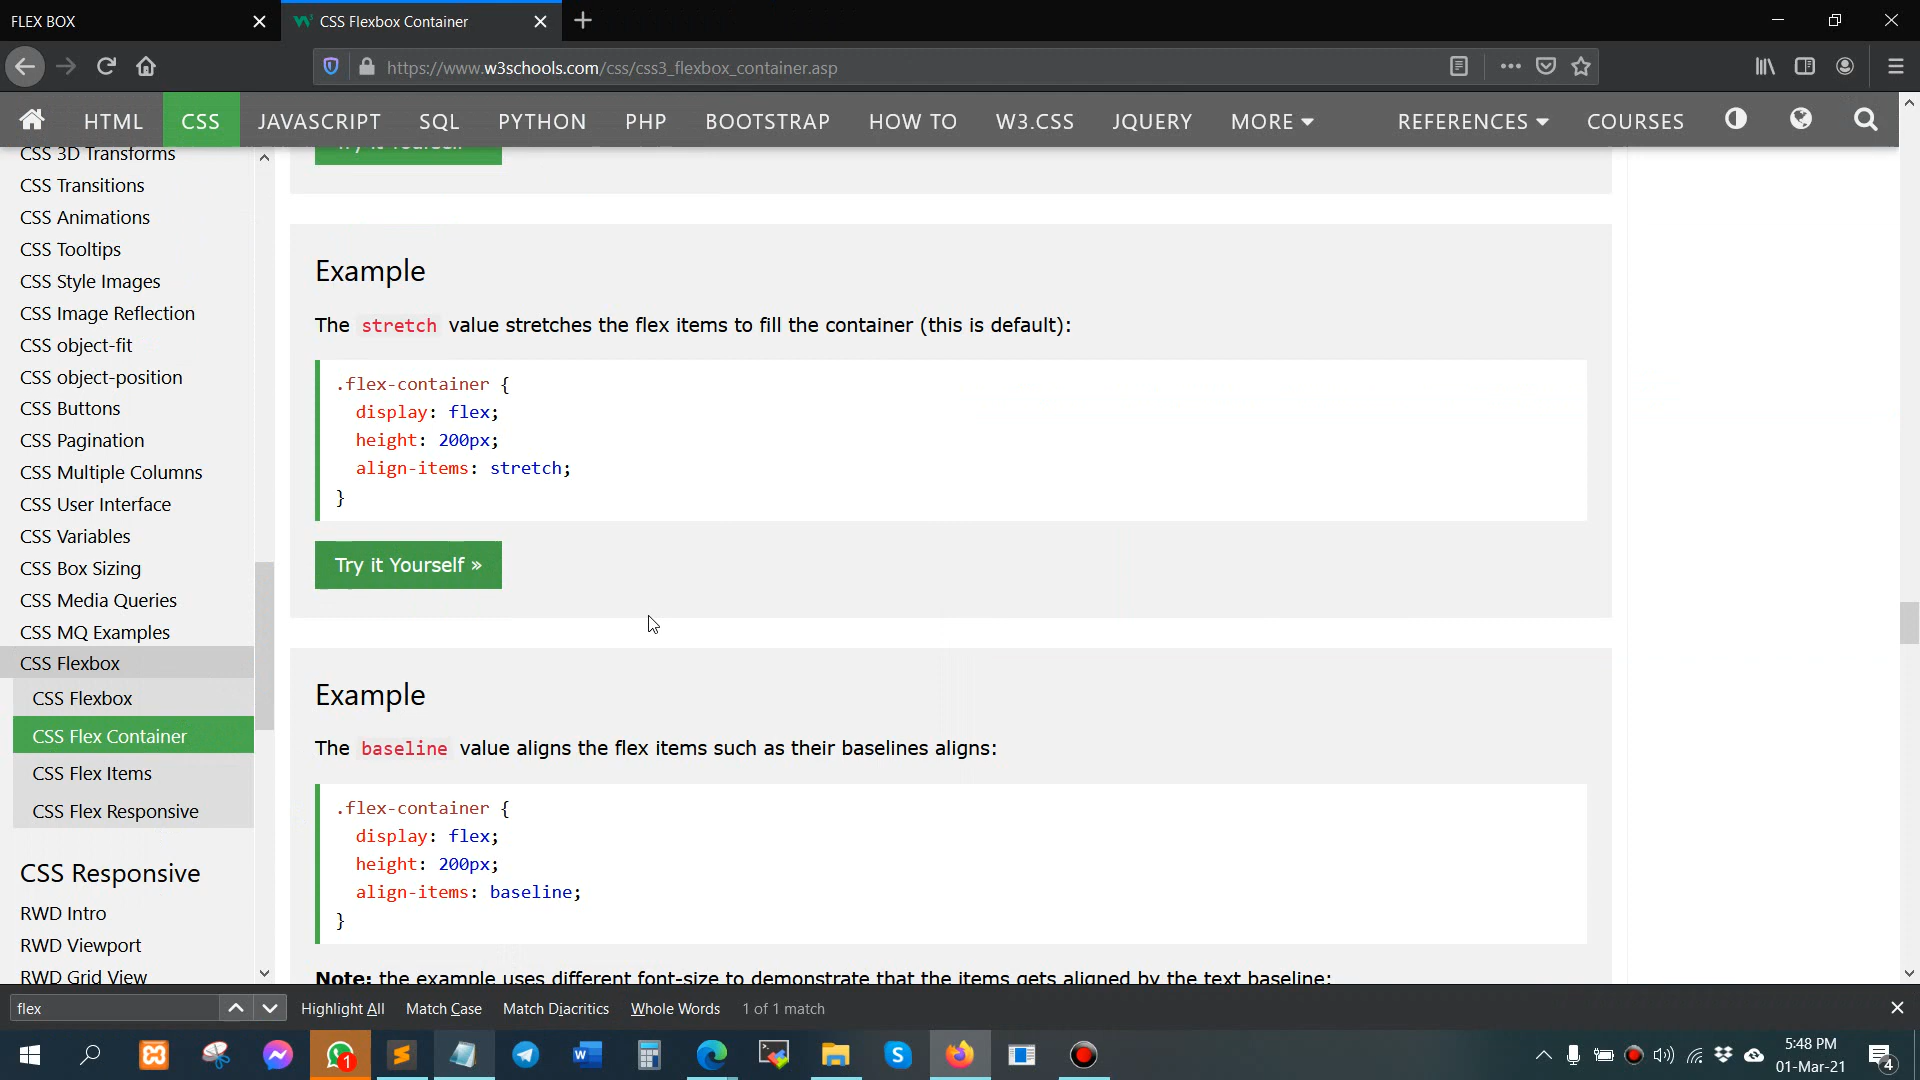 FLEX BOX
CSS Flexbox Container
https://www.w3schools.com/css/css3_flexbox_container.asp
HTML CSS JAVASCRIPT SQL PYTHON PHP BOOTSTRAP HOW TO W3.CSS JQUERY MORE REFERENCES COURSES
CSS 3D Transforms
CSS Transitions
CSS Animations
CSS Tooltips
CSS Style Images
CSS Image Reflection
CSS object-fit
CSS object-position
CSS Buttons
CSS Pagination
CSS Multiple Columns
CSS User Interface
CSS Variables
CSS Box Sizing
CSS Media Queries
CSS MQ Examples
CSS Flexbox
CSS Flexbox
CSS Flex Container
CSS Flex Items
CSS Flex Responsive
CSS Responsive
RWD Intro
RWD Viewport
RWD Grid View
Try it Yourself
Example
The stretch value stretches the flex items to fill the container (this is default):
.flex-container {
display: flex;
height: 200px;
align-items: stretch;
}
Try it Yourself »
Example
The baseline value aligns the flex items such as their baselines aligns:
.flex-container {
display: flex;
height: 200px;
align-items: baseline;
}
Note: the example uses different font-size to demonstrate that the items gets aligned by the text baseline:
flex Highlight All Match Case Match Diacritics Whole Words 1 of 1 match
1
5:48 PM
01-Mar-21
4